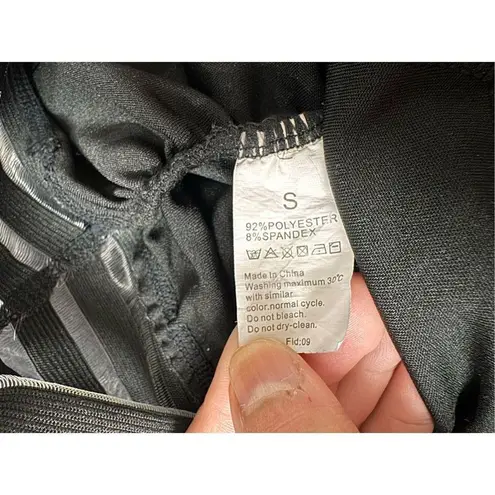 S
92%POLYESTER
8%SPANDEX
Made in China
Washing maximum 30℃
with similar
color.normal cycle.
Do not bleach.
Do not dry-clean.
Fid:09